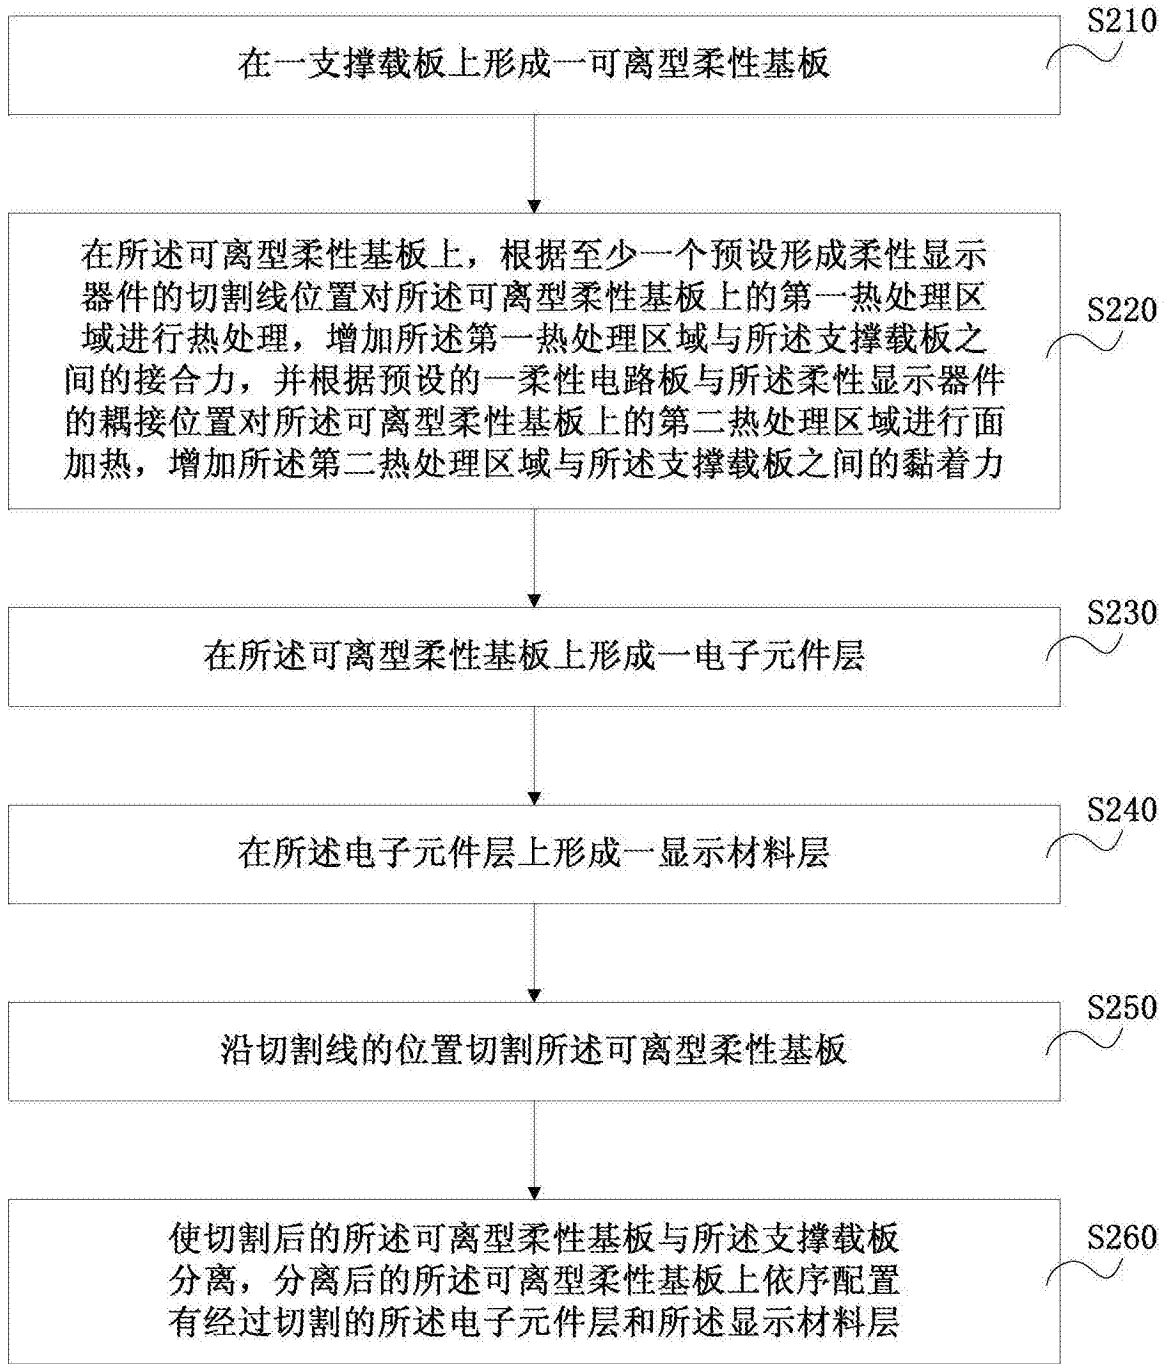 S210
在一支撑载板上形成一可离型柔性基板
在所述可离型柔性基板上，根据至少一个预设形成柔性显示
器件的切割线位置对所述可离型柔性基板上的第一热处理区
域进行热处理，增加所述第一热处理区域与所述支撑载板之
间的接合力，并根据预设的一柔性电路板与所述柔性显示器件
的耦接位置对所述可离型柔性基板上的第二热处理区域进行面
加热，增加所述第二热处理区域与所述支撑载板之间的黏着力
S220
S230
在所述可离型柔性基板上形成一电子元件层
S240
在所述电子元件层上形成一显示材料层
S250
沿切割线的位置切割所述可离型柔性基板
使切割后的所述可离型柔性基板与所述支撑载板
分离，分离后的所述可离型柔性基板上依序配置
有经过切割的所述电子元件层和所述显示材料层
S260